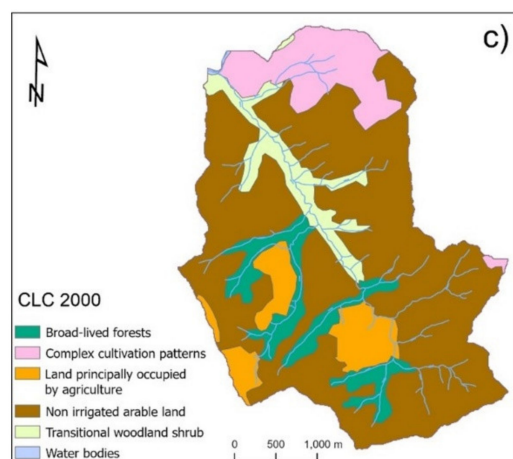 c)
N
CLC 2000
Broad-lived forests
Complex cultivation patterns
Land principally occupied
by agriculture
Non irrigated arable land
Transitional woodland shrub
Water bodies
0 500 1,000 m